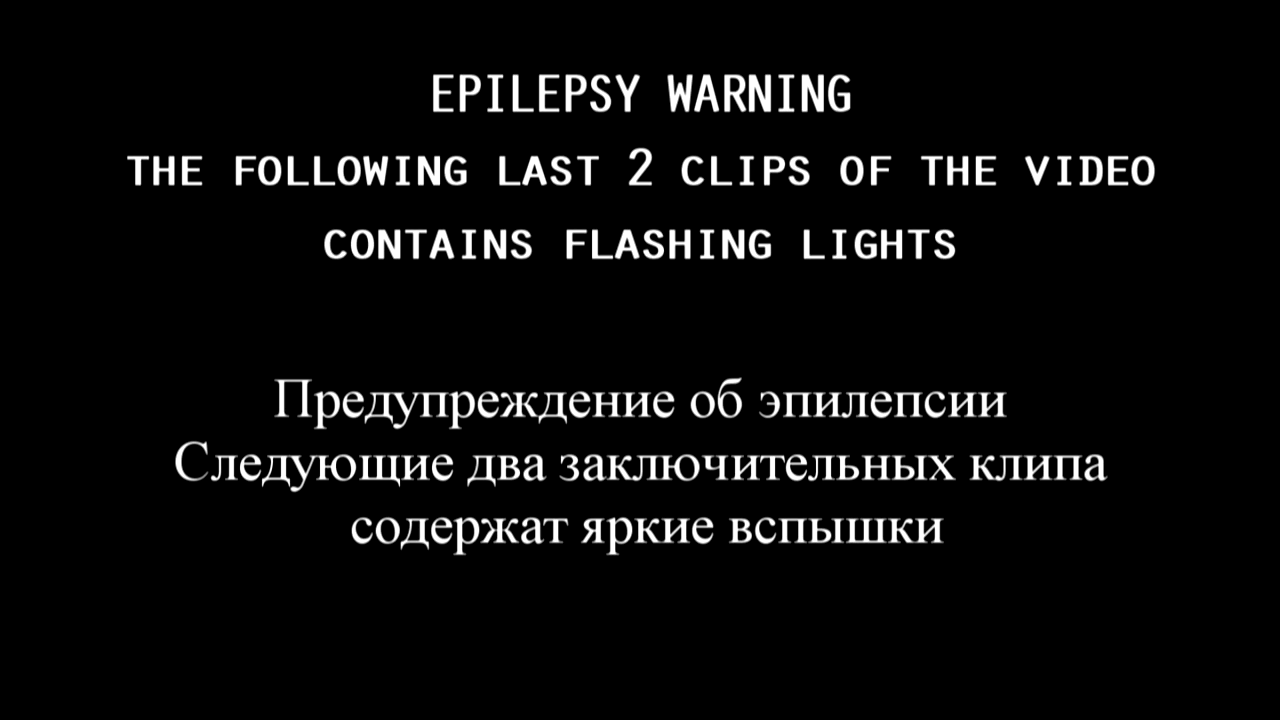 EPILEPSY WARNING
THE FOLLOWING LAST 2 CLIPS OF THE VIDEO
CONTAINS FLASHING LIGHTS
Предупреждение об эпилепсии
Следующие два заключительных клипа
содержат яркие вспышки